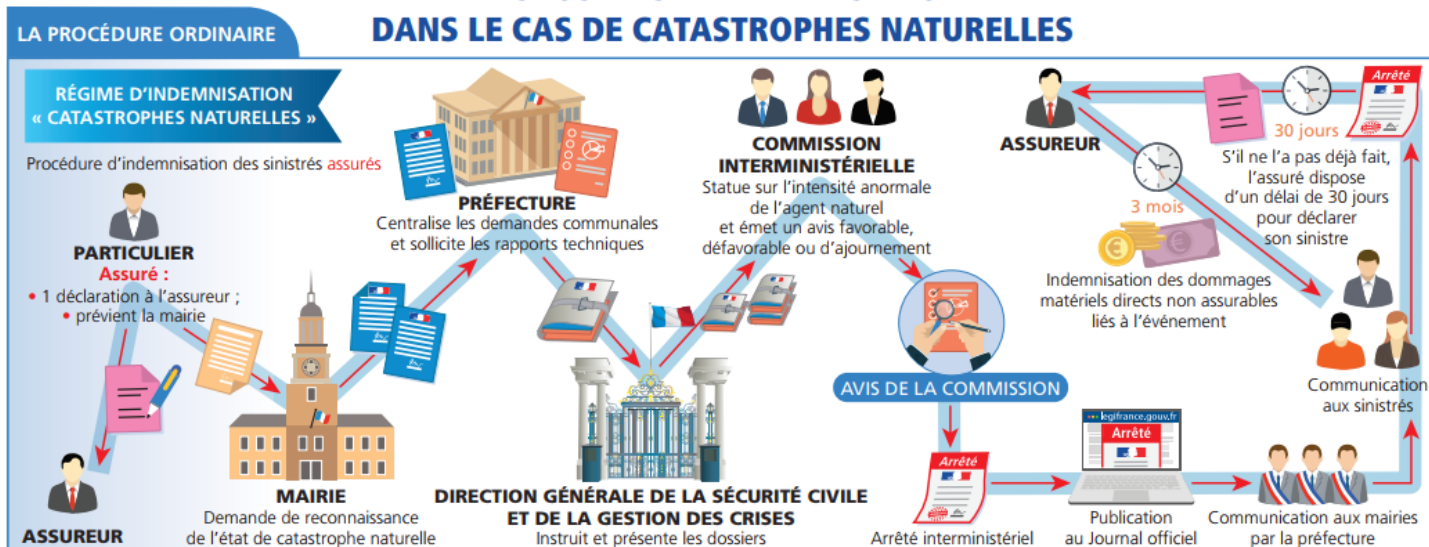 LA PROCÉDURE ORDINAIRE
DANS LE CAS DE CATASTROPHES NATURELLES
RÉGIME D'INDEMNISATION
« CATASTROPHES NATURELLES »
Procédure d'indemnisation des sinistrés assurés
PARTICULIER
Assuré :
• 1 déclaration à l'assureur ;
• prévient la mairie
ASSUREUR
MAIRIE
Demande de reconnaissance
de l'état de catastrophe naturelle
PRÉFECTURE
Centralise les demandes communales
et sollicite les rapports techniques
DIRECTION GÉNÉRALE DE LA SÉCURITÉ CIVILE
ET DE LA GESTION DES CRISES
Instruit et présente les dossiers
COMMISSION
INTERMINISTÉRIELLE
Statue sur l'intensité anormale
de l'agent naturel
et émet un avis favorable,
défavorable ou d'ajournement
AVIS DE LA COMMISSION
Arrêté
Arrêté interministériel
legifrance.gouv.fr
Arrêté
Publication
au Journal officiel
Communication aux mairies
par la préfecture
Communication
aux sinistrés
Arrêté
30 jours
S'il ne l'a pas déjà fait,
l'assuré dispose
d'un délai de 30 jours
pour déclarer
son sinistre
ASSUREUR
3 mois
Indemnisation des dommages
matériels directs non assurables
liés à l'événement